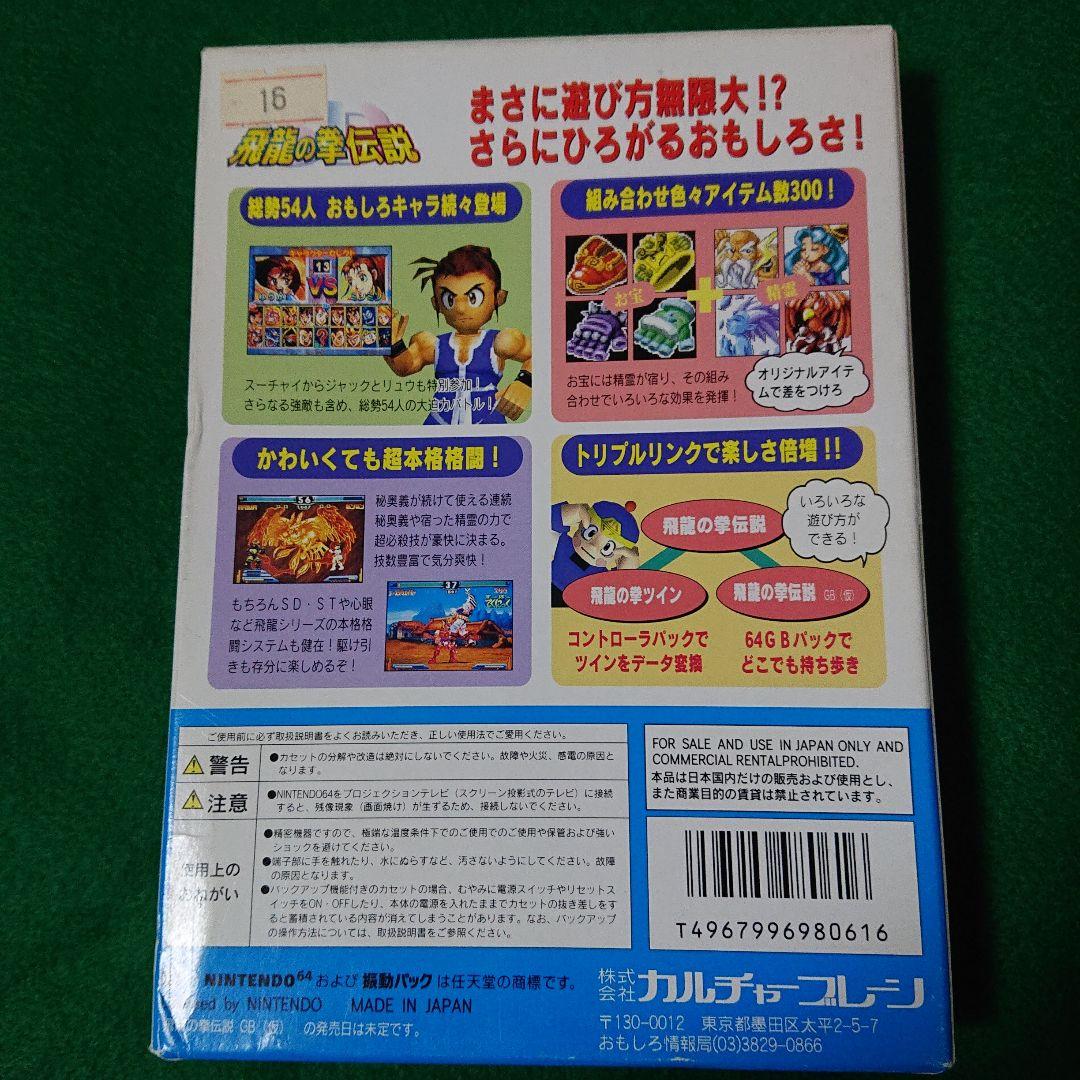 16
飛龍の拳伝説
まさに遊び方無限大!?
さらにひろがるおもしろさ!
総勢54人 おもしろキャラ続々登場
キャラクターセレクト
13
VS
スーチャイからジャックとリュウも特別参加!
さらなる強敵も含め、総勢54人の大迫力バトル!
組み合わせ色々アイテム数300!
お宝
+
精霊
お宝には精霊が宿り、その組み
合わせでいろいろな効果を発揮!
オリジナルアイテ
ムで差をつけろ
かわいくても超本格格闘!
56
秘奥義が続けて使える連続
秘奥義や宿った精霊の力で
超必殺技が豪快に決まる。
技数豊富で気分爽快!
もちろんSD・STや心眼
など飛龍シリーズの本格格
闘システムも健在!駆け引
きも存分に楽しめるぞ!
37
トリプルリンクで楽しさ倍増!!
飛龍の拳伝説
いろいろな
遊び方が
できる!
飛龍の拳ツイン
飛龍の拳伝説 GB(仮)
コントローラパックで
ツインをデータ変換
64GBパックで
どこでも持ち歩き
ご使用前に必ず取扱説明書をよくお読みいただき、正しい使用法でご愛用ください。
警告
●カセットの分解や改造は絶対にしないでください。故障や火災、感電の原因と
なります。
注意
●NINTENDO64をプロジェクションテレビ(スクリーン投影式のテレビ)に接続
すると、残像現象(画面焼け)が生ずるため、接続しないでください。
使用上の
おねがい
●精密機器ですので、極端な温度条件下でのご使用でのご使用や保管および強い
ショックを避けてください。
●端子部に手を触れたり、水にぬらすなど、汚さないようにしてください。故障
の原因となります。
●バックアップ機能付きのカセットの場合、むやみに電源スイッチやリセットス
イッチをON・OFFしたり、本体の電源を入れたままでカセットの抜き差しをす
ると蓄積されている内容が消えてしまうことがあります。なお、バックアップ
の操作方法については、取扱説明書をご参照ください。
FOR SALE AND USE IN JAPAN ONLY AND
COMMERCIAL RENTALPROHIBITED.
本品は日本国内だけの販売および使用とし、
また商業目的の賃貸は禁止されています。
T4967996980616
NINTENDO64 および 振動パック は任天堂の商標です。
sed by NINTENDO MADE IN JAPAN
の拳伝説 GB(仮) の発売日は未定です。
株式会社 カルチャーブレーン
〒130-0012 東京都墨田区太平2-5-7
おもしろ情報局(03)3829-0866